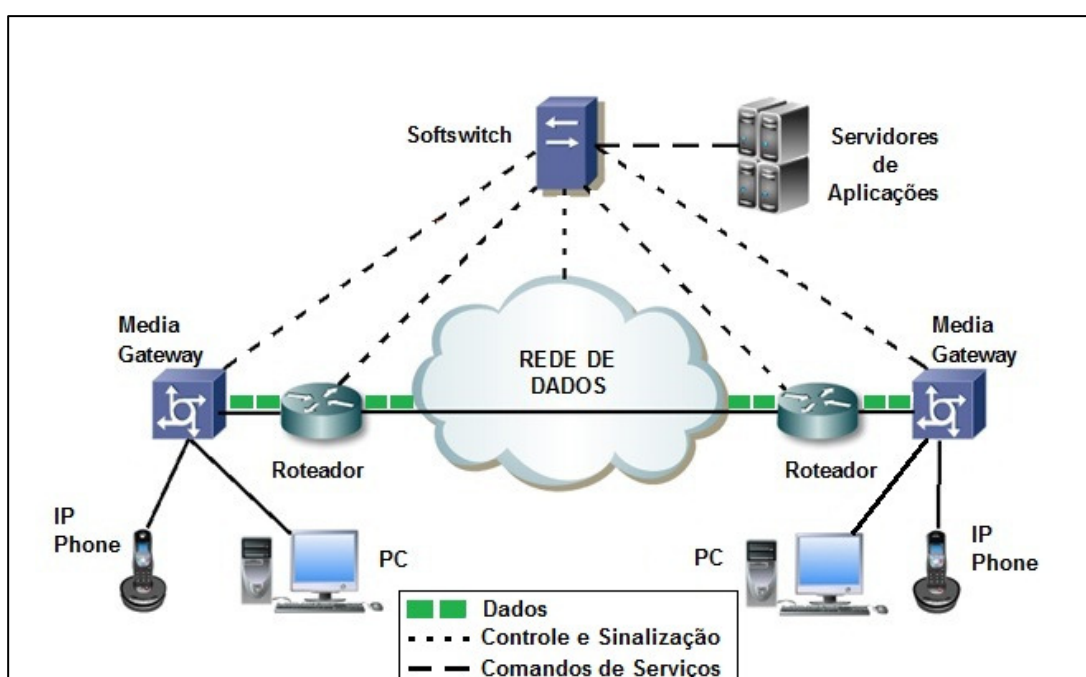 Softswitch
Servidores
de
Aplicações
Media
Gateway
Media
Gateway
REDE DE
DADOS
Roteador
Roteador
IP
Phone
PC
PC
IP
Phone
Dados
Controle e Sinalização
Comandos de Serviços